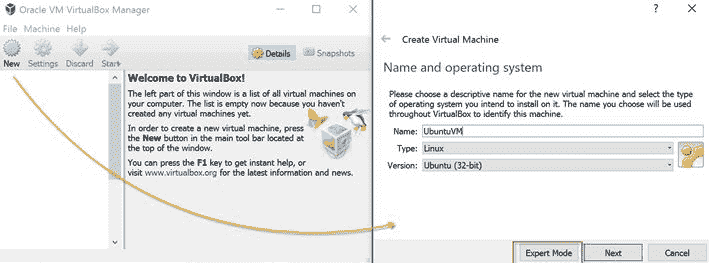 Oracle VM VirtualBox Manager
File Machine Help
New Settings Discard Start
Details Snapshots
Welcome to VirtualBox!
The left part of this window is a list of all virtual machines on
your computer. The list is empty now because you haven't
created any virtual machines yet.
In order to create a new virtual machine, press
the New button in the main tool bar located at
the top of the window.
You can press the F1 key to get instant help, or
visit www.virtualbox.org for the latest information and news.
?
Create Virtual Machine
Name and operating system
Please choose a descriptive name for the new virtual machine and select the type
of operating system you intend to install on it. The name you choose will be used
throughout VirtualBox to identify this machine.
Name: UbuntuVM
Type: Linux
Version: Ubuntu (32-bit)
Expert Mode Next Cancel